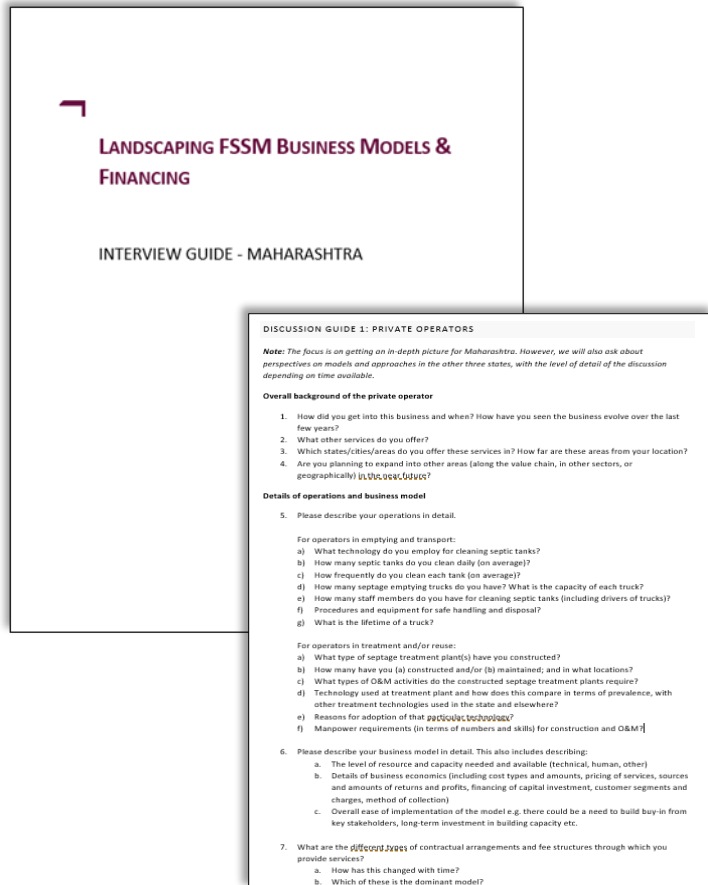 LANDSCAPING FSSM BUSINESS MODELS &
FINANCING
INTERVIEW GUIDE - MAHARASHTRA
DISCUSSION GUIDE 1: PRIVATE OPERATORS
Note: The focus is on getting an in-depth picture for Maharashtra. However, we will also ask about
perspectives on models and approaches in the other three states, with the level of detail of the discussion
depending on time available.
Overall background of the private operator
1. How did you get into this business and when? How have you seen the business evolve over the last
few years?
2. What other services do you offer?
3. Which states/cities/areas do you offer these services in? How far are these areas from your location?
4. Are you planning to expand into other areas (along the value chain, in other sectors, or
geographically) in the near future?
Details of operations and business model
5. Please describe your operations in detail.
For operators in emptying and transport:
a) What technology do you employ for cleaning septic tanks?
b) How many septic tanks do you clean daily (on average)?
c) How frequently do you clean each tank (on average)?
d) How many septage emptying trucks do you have? What is the capacity of each truck?
e) How many staff members do you have for cleaning septic tanks (including drivers of trucks)?
f) Procedures and equipment for safe handling and disposal?
g) What is the lifetime of a truck?
For operators in treatment and/or reuse:
a) What type of septage treatment plant(s) have you constructed?
b) How many have you (a) constructed and/or (b) maintained; and in what locations?
c) What types of O&M activities do the constructed septage treatment plants require?
d) Technology used at treatment plant and how does this compare in terms of prevalence, with
other treatment technologies used in the state and elsewhere?
e) Reasons for adoption of that particular technology?
f) Manpower requirements (in terms of numbers and skills) for construction and O&M?
6. Please describe your business model in detail. This also includes describing:
a. The level of resource and capacity needed and available (technical, human, other)
b. Details of business economics (including cost types and amounts, pricing of services, sources
and amounts of returns and profits, financing of capital investment, customer segments and
charges, method of collection)
c. Overall ease of implementation of the model e.g. there could be a need to build buy-in from
key stakeholders, long-term investment in building capacity etc.
7. What are the different types of contractual arrangements and fee structures through which you
provide services?
a. How has this changed with time?
b. Which of these is the dominant model?